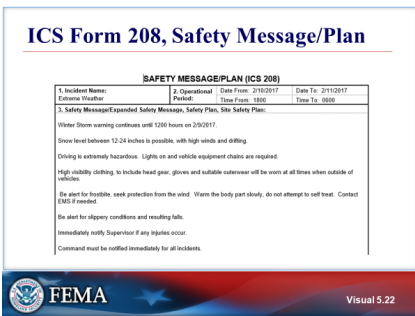 ICS Form 208, Safety Message/Plan
SAFETY MESSAGE/PLAN (ICS 208)
1. Incident Name: 2. Operational Date From: 2/10/2017 Date To: 2/11/2017
Extreme Weather Period: Time From: 1800 Time To: 0600
3. Safety Message/Expanded Safety Message, Safety Plan, Site Safety Plan:
Winter Storm warning continues until 1200 hours on 2/9/2017.
Snow level between 12-24 inches is possible, with high winds and drifting.
Driving is extremely hazardous. Lights on and vehicle equipment chains are required.
High visibility clothing, to include head gear, gloves and suitable outerwear will be worn at all times when outside of
vehicles.
Be alert for frostbite, seek protection from the wind. Warm the body part slowly, do not attempt to self treat. Contact
EMS if needed.
Be alert for slippery conditions and resulting falls.
Immediately notify Supervisor if any injuries occur.
Command must be notified immediately for all incidents.
FEMA
Visual 5.22